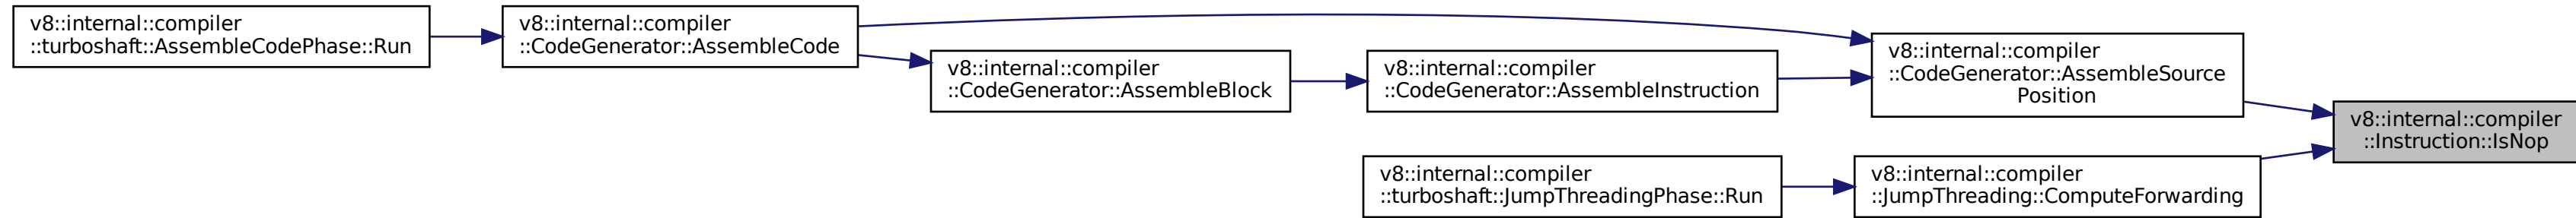 v8::internal::compiler
::turboshaft::AssembleCodePhase::Run
v8::internal::compiler
::CodeGenerator::AssembleCode
v8::internal::compiler
::CodeGenerator::AssembleBlock
v8::internal::compiler
::CodeGenerator::AssembleInstruction
v8::internal::compiler
::CodeGenerator::AssembleSource
Position
v8::internal::compiler
::Instruction::IsNop
v8::internal::compiler
::turboshaft::JumpThreadingPhase::Run
v8::internal::compiler
::JumpThreading::ComputeForwarding